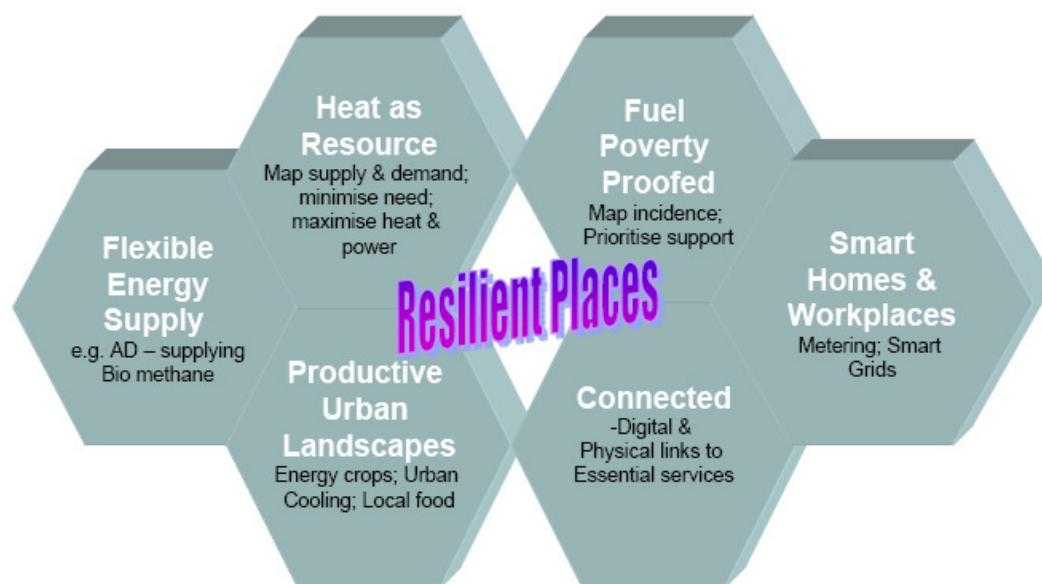 Heat as
Resource
Map supply & demand;
minimise need;
maximise heat &
power
Fuel
Poverty
Proofed
Map incidence;
Prioritise support
Flexible
Energy
Supply
e.g. AD – supplying
Bio methane
Smart
Homes &
Workplaces
Metering; Smart
Grids
Resilient Places
Productive
Urban
Landscapes
Energy crops; Urban
Cooling; Local food
Connected
-Digital &
Physical links to
Essential services